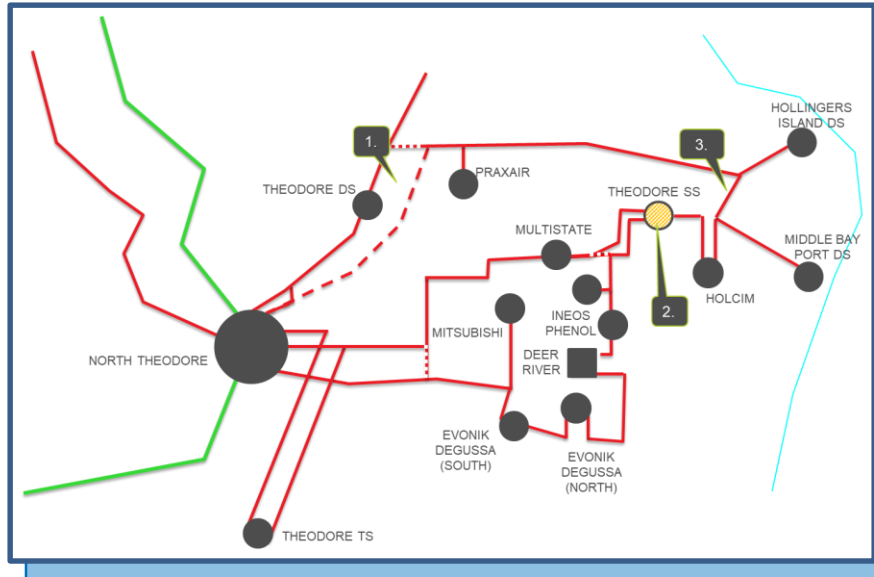 HOLLINGERS
ISLAND DS
1.
3.
PRAXAIR
THEODORE DS
THEODORE SS
MULTISTATE
MIDDLE BAY
PORT DS
HOLCIM
INEOS
PHENOL
2.
MITSUBISHI
NORTH THEODORE
DEER
RIVER
EVONIK
DEGUSSA
(SOUTH)
EVONIK
DEGUSSA
(NORTH)
THEODORE TS